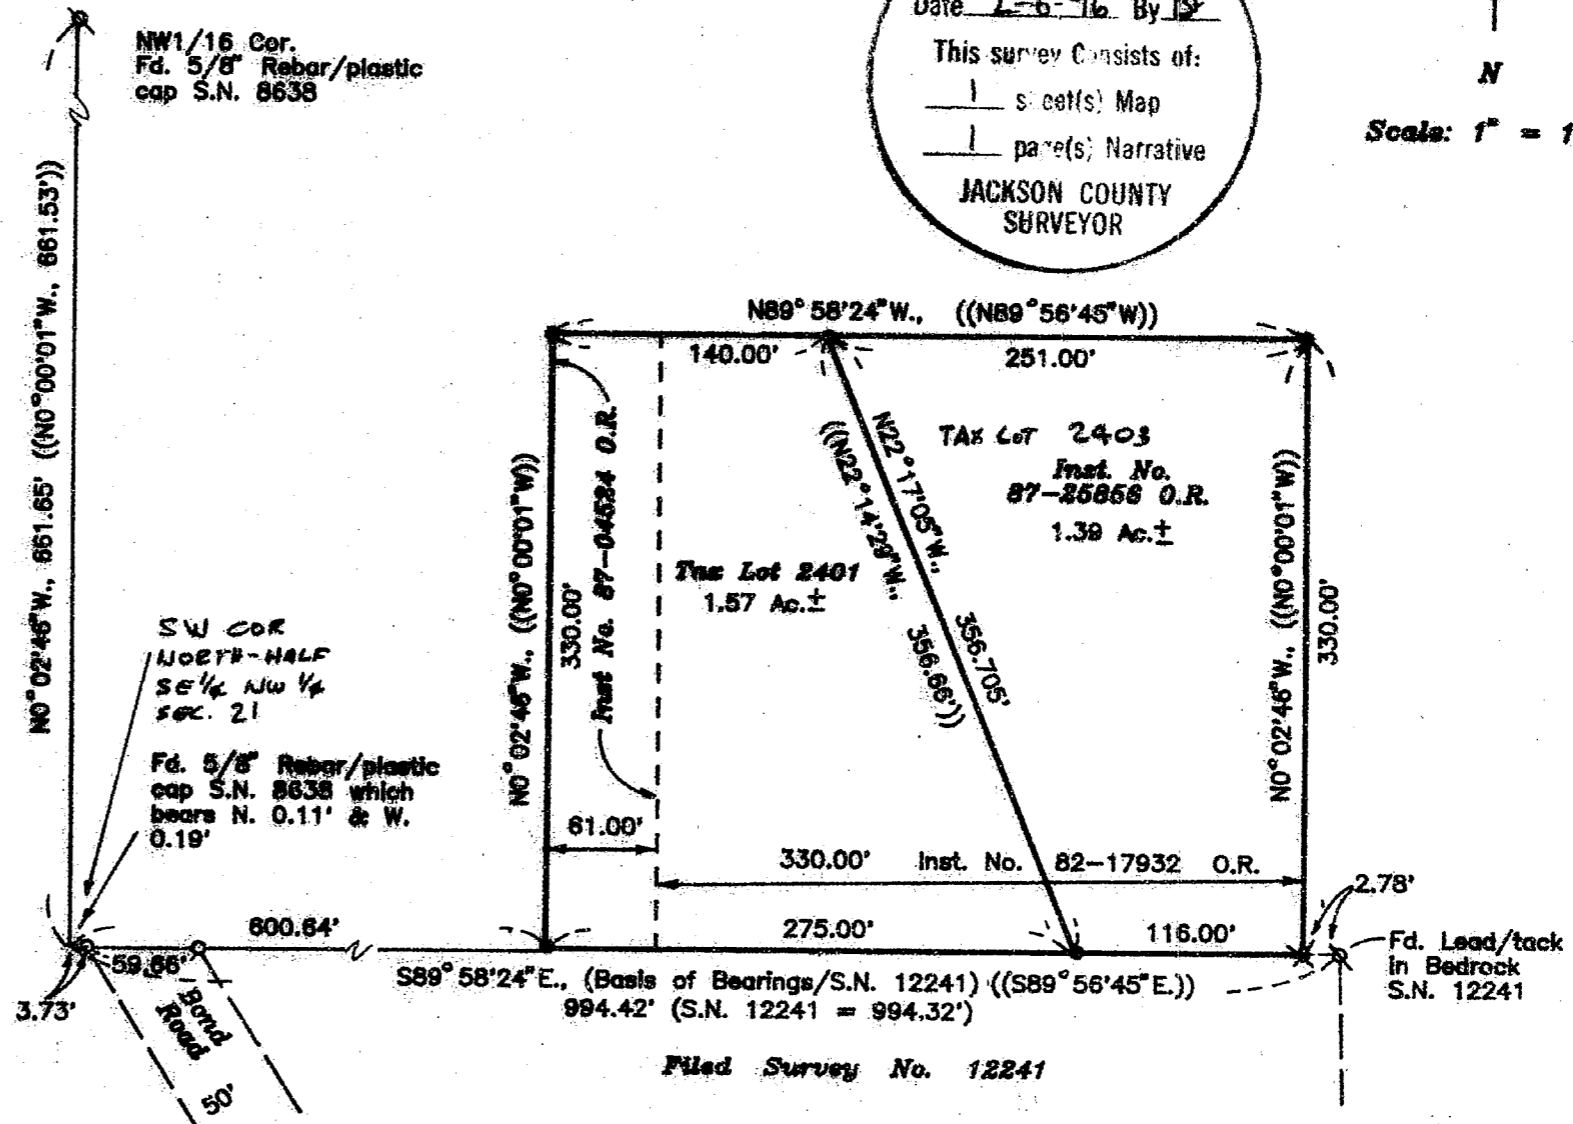 Date 2-6-96 By
This survey Consists of:
1 sheet(s) Map
1 page(s) Narrative
JACKSON COUNTY
SURVEYOR
N
Scale: 1" = 1
NW1/16 Cor.
Fd. 5/8" Rebar/plastic
cap S.N. 8638
N0°02'46"W., 661.65' ((N0°00'01"W., 661.53'))
N89°58'24"W., ((N89°56'45"W))
140.00'
251.00'
N0°02'46"W., ((N0°00'01"W))
330.00'
Inst No. 87-04524 O.R.
Tax Lot 2401
1.57 Ac.±
N22°17'05"W., 356.705'
((N22°14'29"W., 356.66'))
TAX LOT 2403
Inst. No.
87-25856 O.R.
1.39 Ac.±
N0°02'46"W., ((N0°00'01"W))
330.00'
SW COR
NORTH-HALF
SE 1/4 NW 1/4
SEC. 21
Fd. 5/8" Rebar/plastic
cap S.N. 8638 which
bears N. 0.11' & W.
0.19'
61.00'
330.00' Inst. No. 82-17932 O.R.
2.78'
600.64'
275.00'
116.00'
Fd. Lead/tack
in Bedrock
S.N. 12241
59.66'
3.73'
Bond
Road
50'
S89°58'24"E., (Basis of Bearings/S.N. 12241) ((S89°56'45"E.))
994.42' (S.N. 12241 = 994.32')
Filed Survey No. 12241